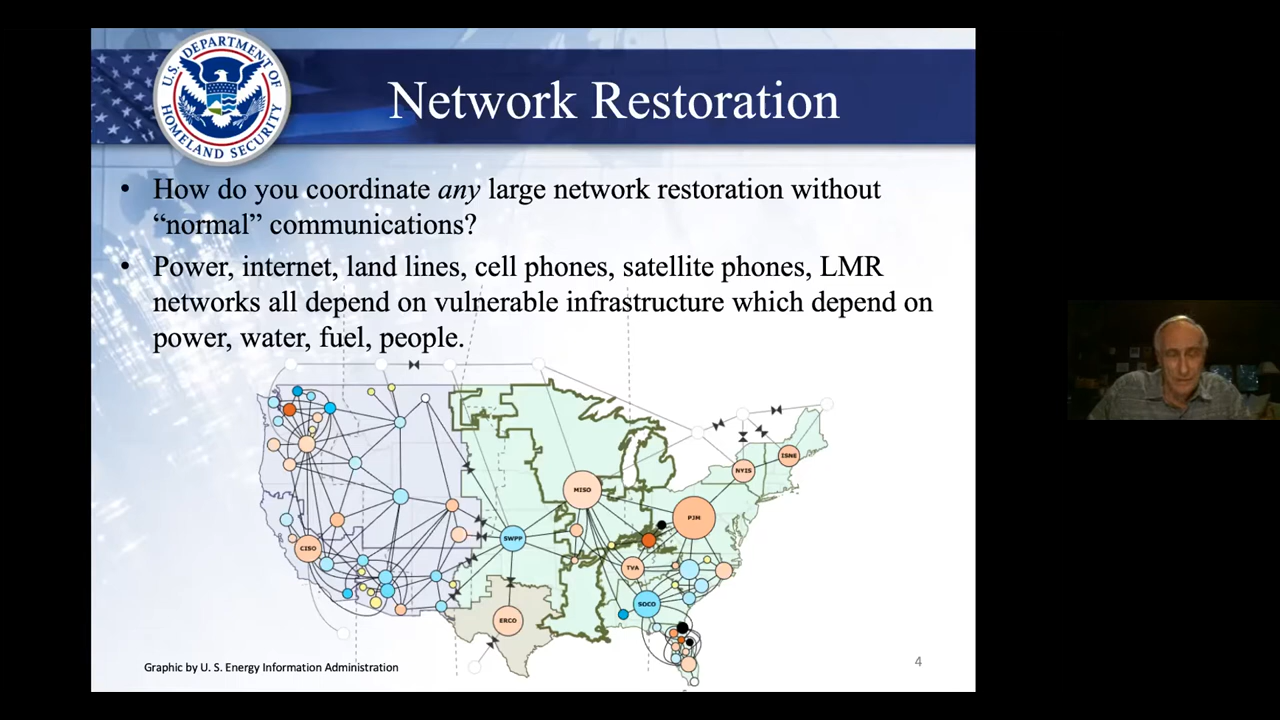 U.S. DEPARTMENT OF
HOMELAND SECURITY
Network Restoration
• How do you coordinate any large network restoration without
“normal” communications?
• Power, internet, land lines, cell phones, satellite phones, LMR
networks all depend on vulnerable infrastructure which depend on
power, water, fuel, people.
ISNE
NYIS
MISO
PJM
SWPP
CISO
TVA
SOCO
ERCO
Graphic by U. S. Energy Information Administration
4